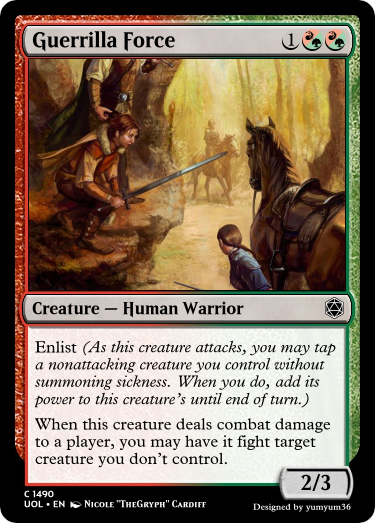 Guerrilla Force 1
Creature — Human Warrior
Enlist (As this creature attacks, you may tap
a nonattacking creature you control without
summoning sickness. When you do, add its
power to this creature's until end of turn.)
When this creature deals combat damage
to a player, you may have it fight target
creature you don't control.
2/3
C 1490
UOL • EN Nicole "TheGryph" Cardiff
Designed by yumyum36